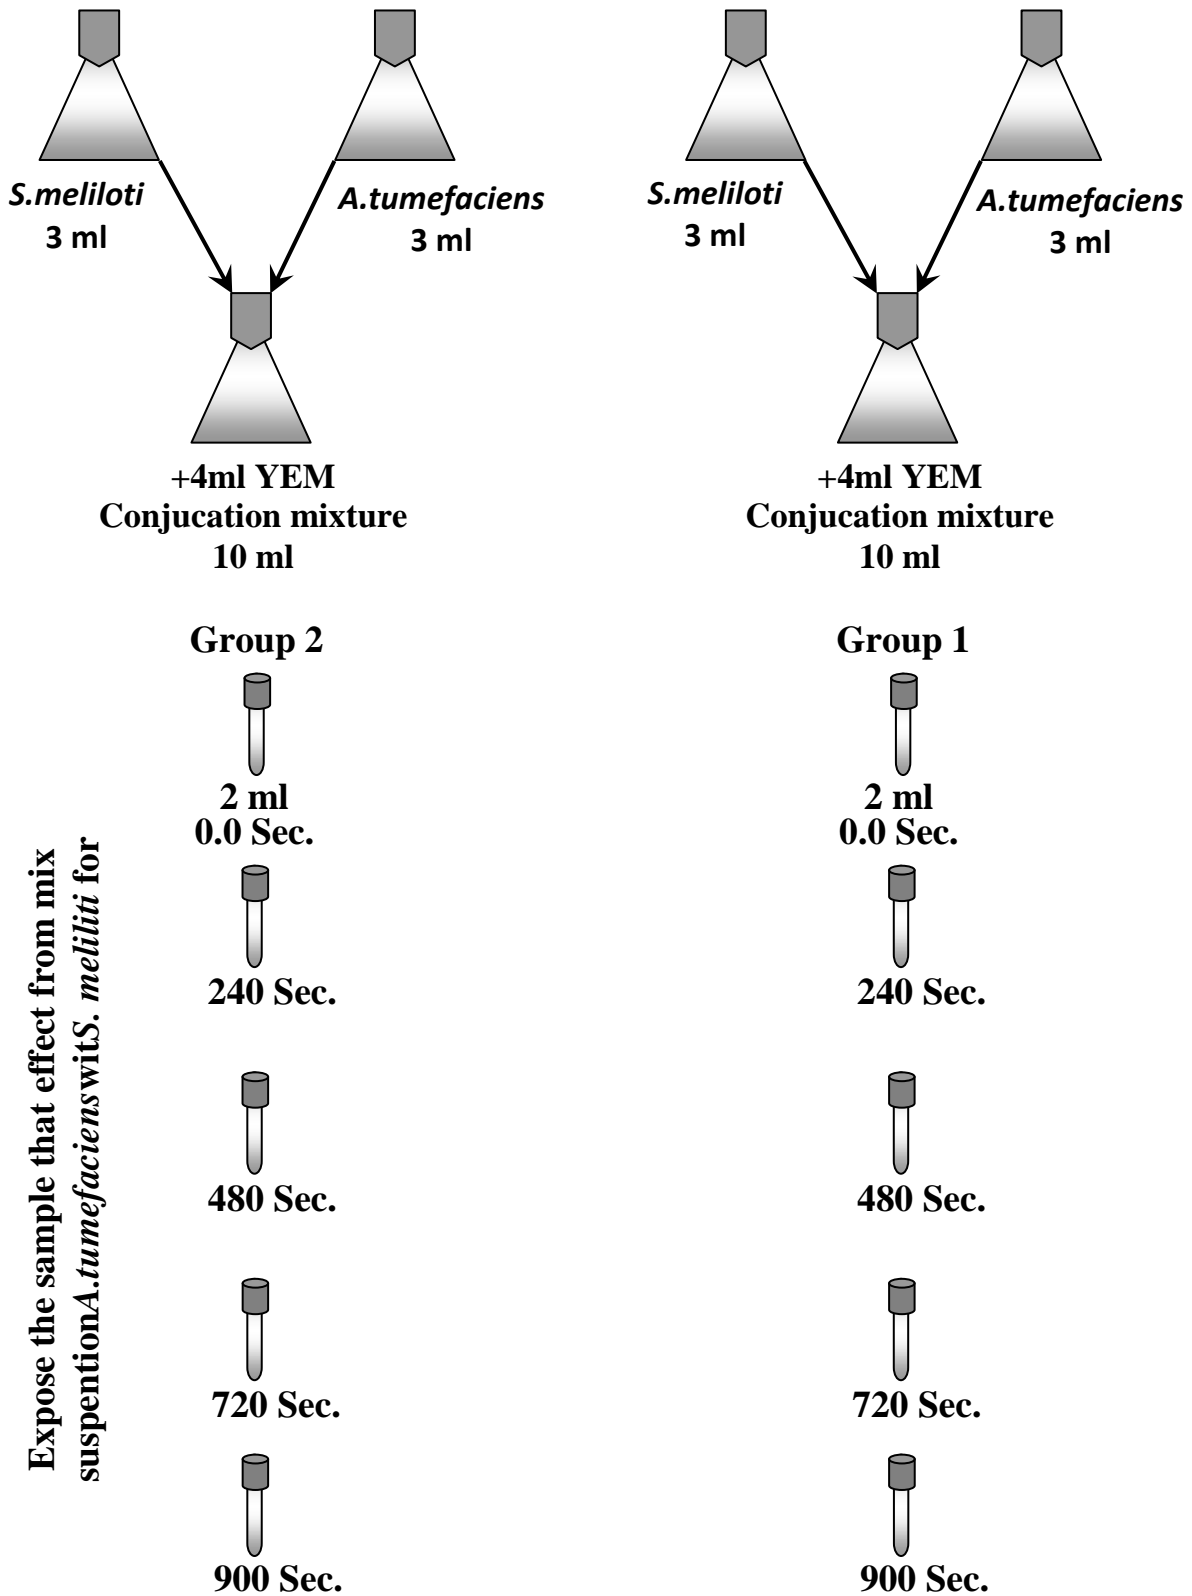 S.meliloti
3 ml
A.tumefaciens
3 ml
S.meliloti
3 ml
A.tumefaciens
3 ml
+4ml YEM
Conjucation mixture
10 ml
+4ml YEM
Conjucation mixture
10 ml
Group 2
Group 1
2 ml
0.0 Sec.
2 ml
0.0 Sec.
Expose the sample that effect from mix
suspentionA.tumefacienswitS. meliliti for
240 Sec.
240 Sec.
480 Sec.
480 Sec.
720 Sec.
720 Sec.
900 Sec.
900 Sec.